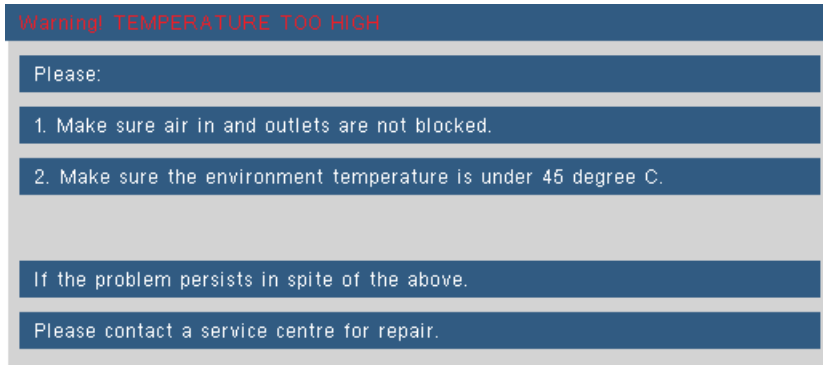 Warning! TEMPERATURE TOO HIGH
Please:
1. Make sure air in and outlets are not blocked.
2. Make sure the environment temperature is under 45 degree C.
If the problem persists in spite of the above.
Please contact a service centre for repair.